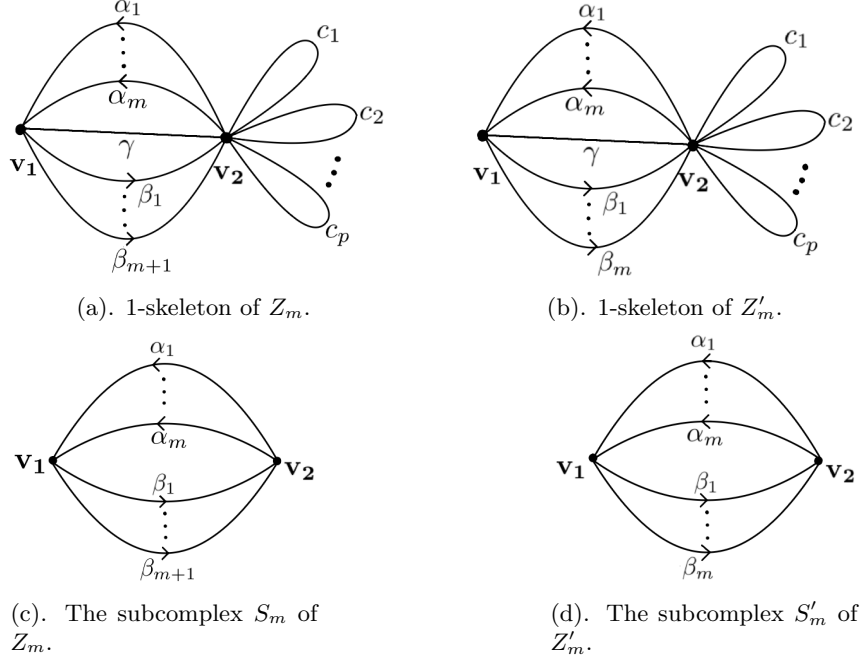 α₁ α₁
c₁ c₁
αₘ αₘ
c₂ c₂
γ γ
v₁ v₂ v₁ v₂
β₁ β₁
cₚ cₚ
βₘ₊₁ βₘ
(a). 1-skeleton of Zₘ. (b). 1-skeleton of Z′ₘ.
α₁ α₁
αₘ αₘ
v₁ v₂ v₁ v₂
β₁ β₁
βₘ₊₁ βₘ
(c). The subcomplex Sₘ of
Zₘ.
(d). The subcomplex S′ₘ of
Z′ₘ.